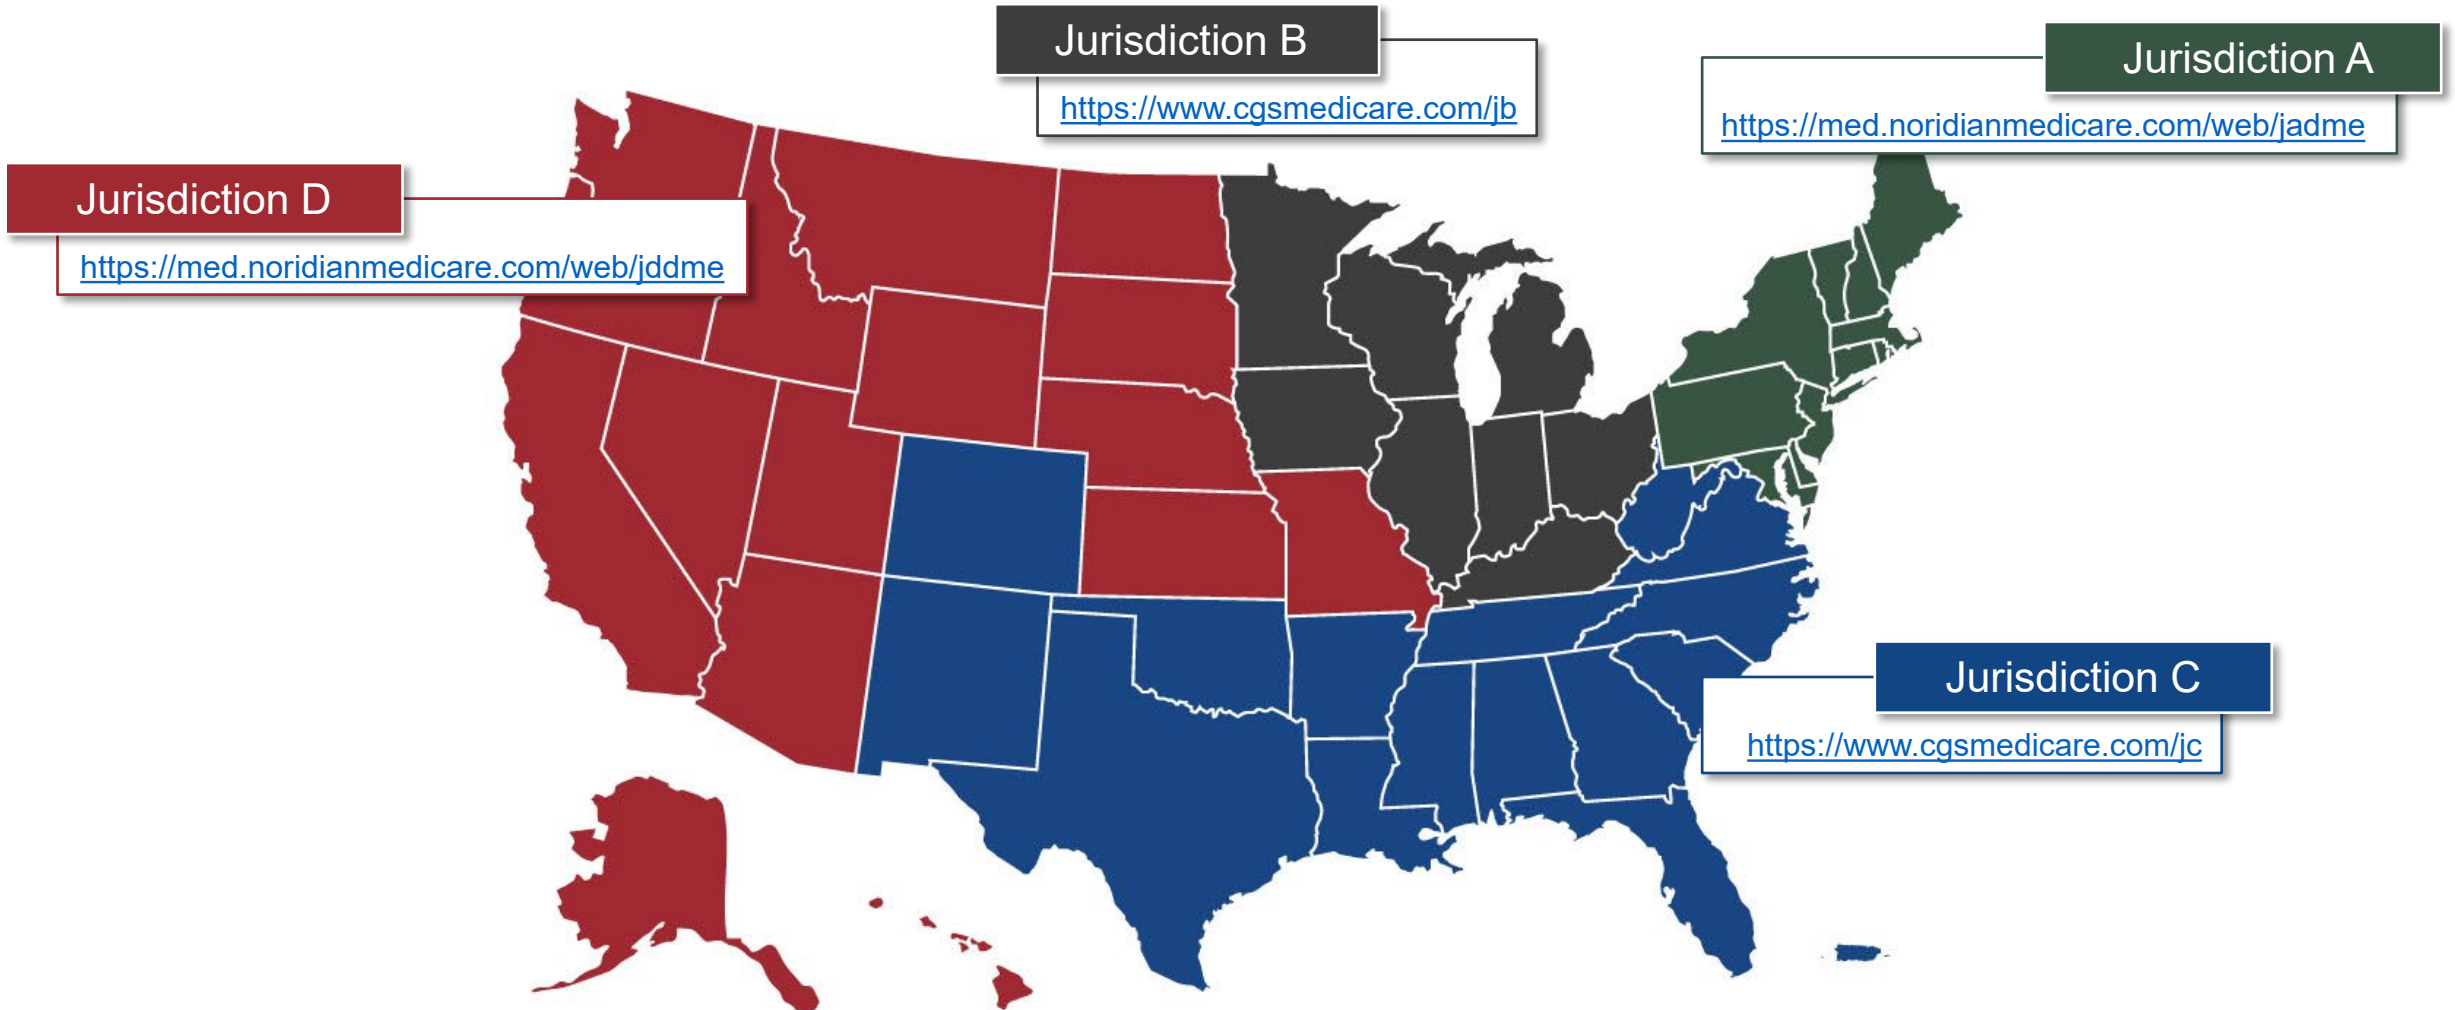 Jurisdiction B
https://www.cgsmedicare.com/jb
Jurisdiction A
https://med.noridianmedicare.com/web/jadme
Jurisdiction D
https://med.noridianmedicare.com/web/jddme
Jurisdiction C
https://www.cgsmedicare.com/jc